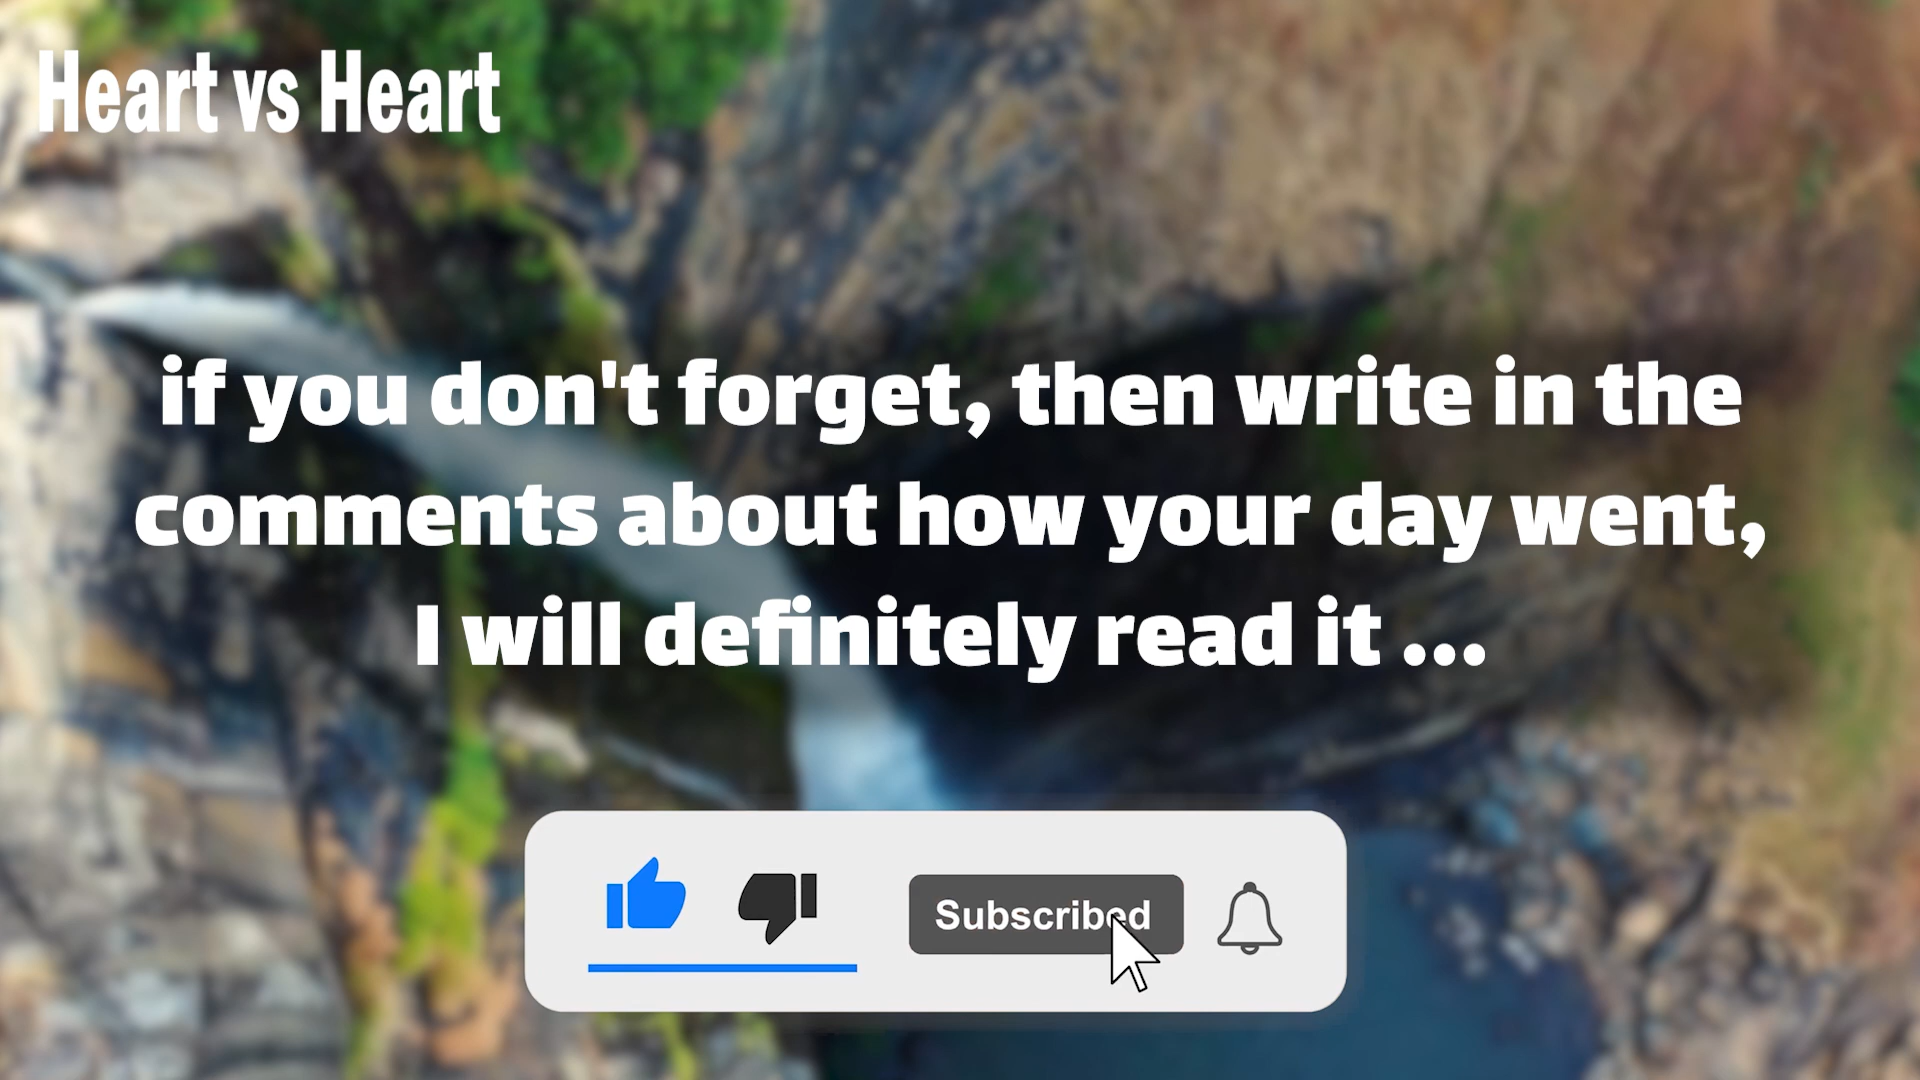 Heart vs Heart
if you don't forget, then write in the
comments about how your day went,
I will definitely read it ...
Subscribed